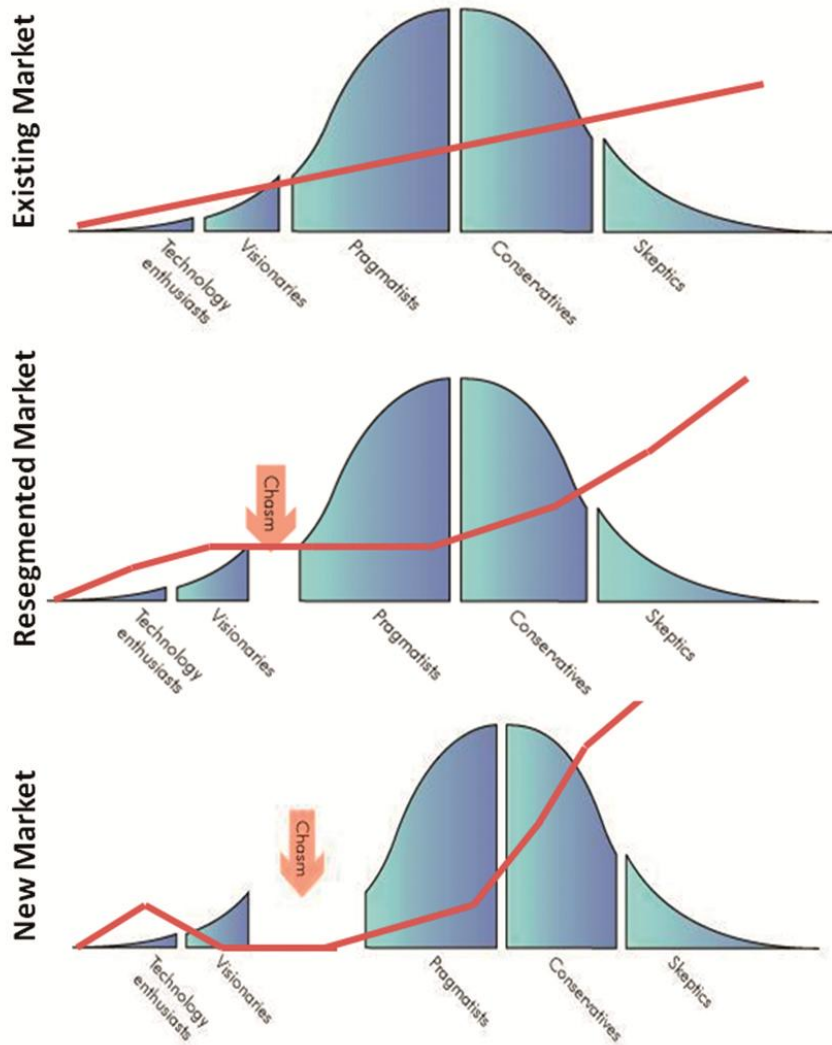 Existing Market
Technology
enthusiasts
Visionaries
Pragmatists
Conservatives
Skeptics
Resegmented Market
Chasm
Technology
enthusiasts
Visionaries
Pragmatists
Conservatives
Skeptics
New Market
Chasm
Technology
enthusiasts
Visionaries
Pragmatists
Conservatives
Skeptics